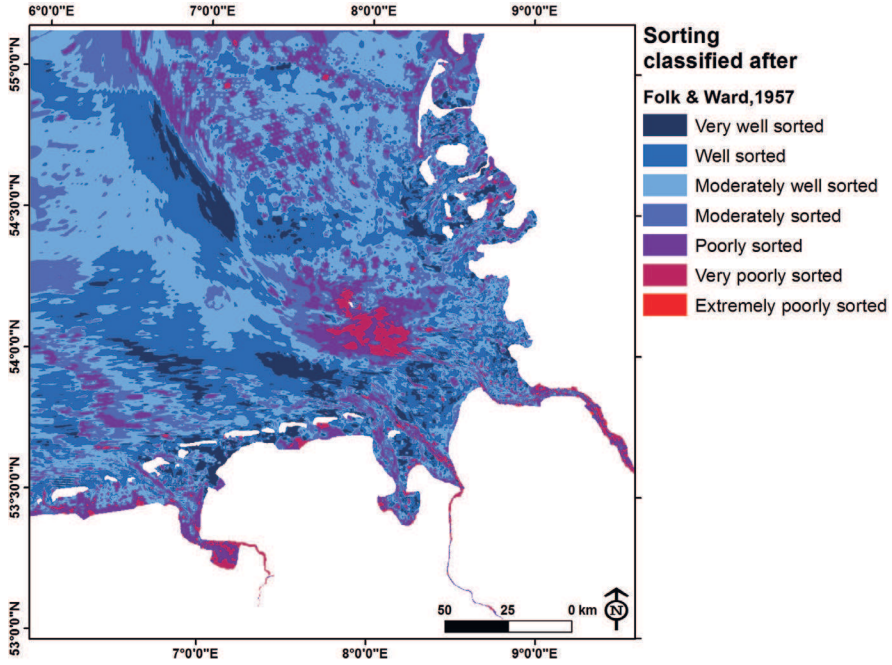 6°0'0"E 7°0'0"E 8°0'0"E 9°0'0"E
55°0'0"N
54°30'0"N
54°0'0"N
53°30'0"N
53°0'0"N
Sorting
classified after
Folk & Ward,1957
Very well sorted
Well sorted
Moderately well sorted
Moderately sorted
Poorly sorted
Very poorly sorted
Extremely poorly sorted
50 25 0 km
N
7°0'0"E 8°0'0"E 9°0'0"E